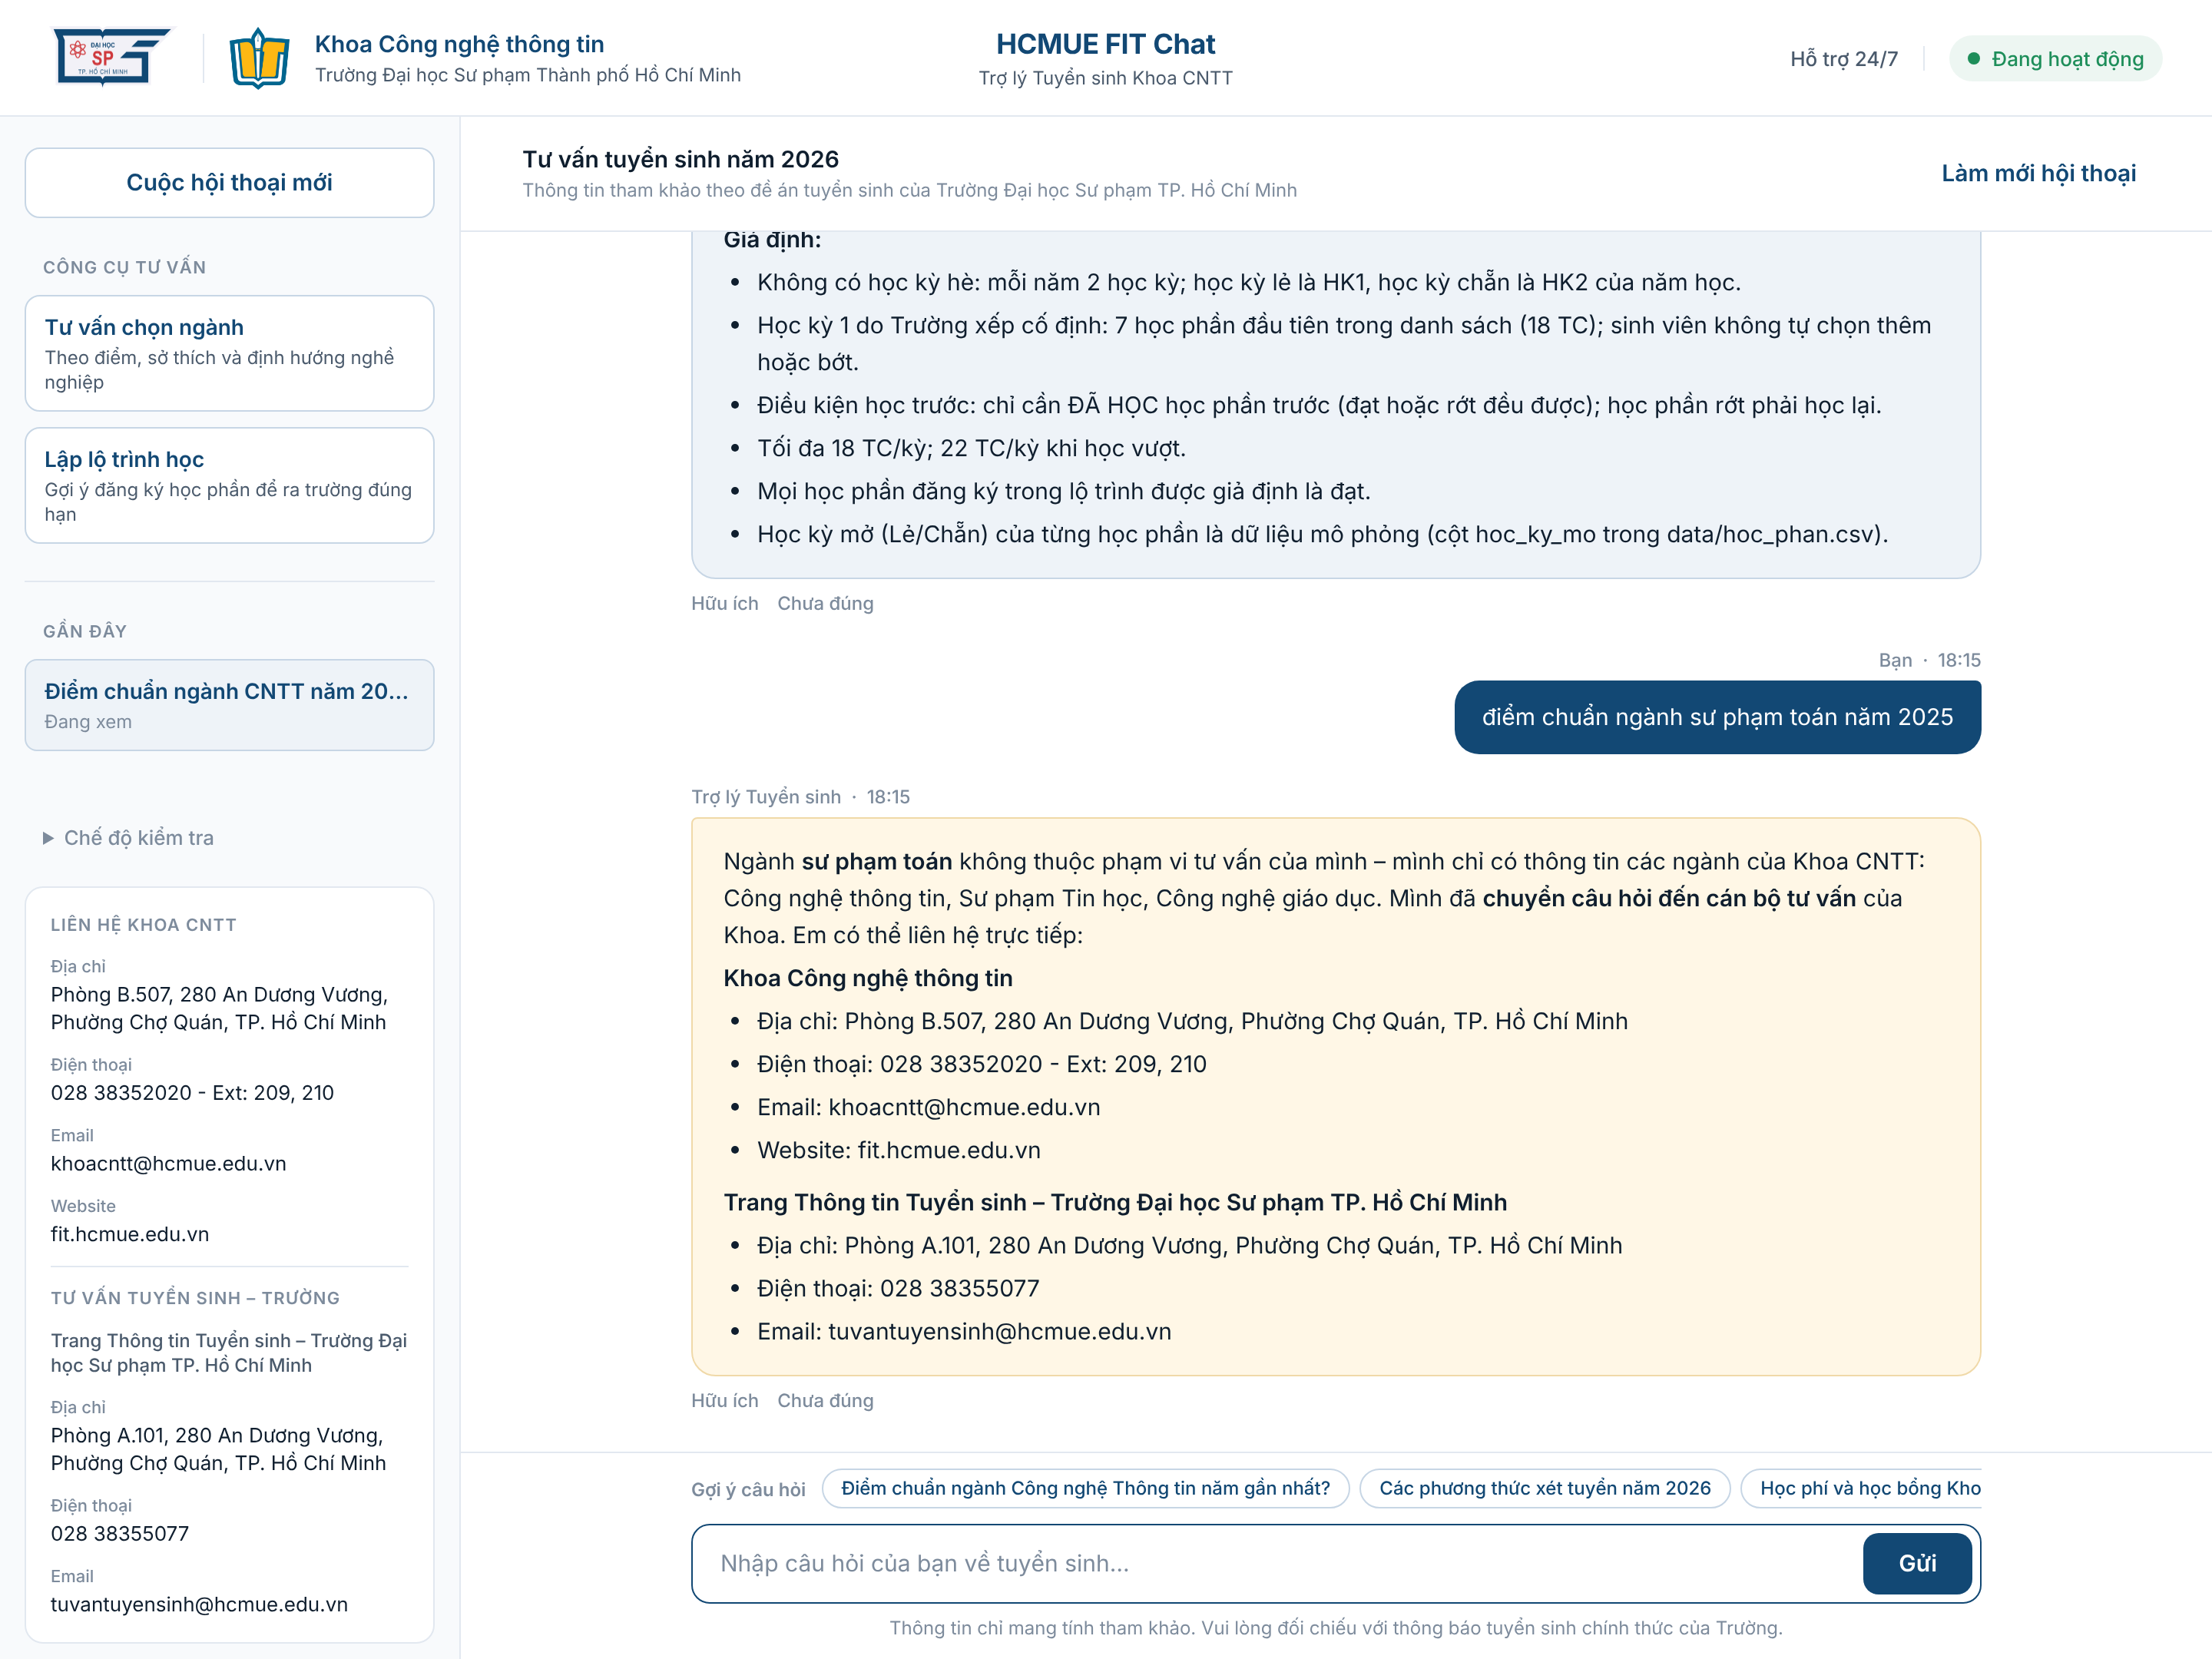 ĐẠI HỌC
SP
TP. HỒ CHÍ MINH
Khoa Công nghệ thông tin
Trường Đại học Sư phạm Thành phố Hồ Chí Minh
HCMUE FIT Chat
Trợ lý Tuyển sinh Khoa CNTT
Hỗ trợ 24/7
Đang hoạt động
Cuộc hội thoại mới
CÔNG CỤ TƯ VẤN
Tư vấn chọn ngành
Theo điểm, sở thích và định hướng nghề
nghiệp
Lập lộ trình học
Gợi ý đăng ký học phần để ra trường đúng
hạn
GẦN ĐÂY
Điểm chuẩn ngành CNTT năm 20...
Đang xem
Chế độ kiểm tra
LIÊN HỆ KHOA CNTT
Địa chỉ
Phòng B.507, 280 An Dương Vương,
Phường Chợ Quán, TP. Hồ Chí Minh
Điện thoại
028 38352020 - Ext: 209, 210
Email
khoacntt@hcmue.edu.vn
Website
fit.hcmue.edu.vn
TƯ VẤN TUYỂN SINH – TRƯỜNG
Trang Thông tin Tuyển sinh – Trường Đại
học Sư phạm TP. Hồ Chí Minh
Địa chỉ
Phòng A.101, 280 An Dương Vương,
Phường Chợ Quán, TP. Hồ Chí Minh
Điện thoại
028 38355077
Email
tuvantuyensinh@hcmue.edu.vn
Tư vấn tuyển sinh năm 2026
Thông tin tham khảo theo đề án tuyển sinh của Trường Đại học Sư phạm TP. Hồ Chí Minh
Làm mới hội thoại
Giả định:
• Không có học kỳ hè: mỗi năm 2 học kỳ; học kỳ lẻ là HK1, học kỳ chẵn là HK2 của năm học.
• Học kỳ 1 do Trường xếp cố định: 7 học phần đầu tiên trong danh sách (18 TC); sinh viên không tự chọn thêm
hoặc bớt.
• Điều kiện học trước: chỉ cần ĐÃ HỌC học phần trước (đạt hoặc rớt đều được); học phần rớt phải học lại.
• Tối đa 18 TC/kỳ; 22 TC/kỳ khi học vượt.
• Mọi học phần đăng ký trong lộ trình được giả định là đạt.
• Học kỳ mở (Lẻ/Chẵn) của từng học phần là dữ liệu mô phỏng (cột hoc_ky_mo trong data/hoc_phan.csv).
Hữu ích Chưa đúng
Bạn · 18:15
điểm chuẩn ngành sư phạm toán năm 2025
Trợ lý Tuyển sinh · 18:15
Ngành sư phạm toán không thuộc phạm vi tư vấn của mình – mình chỉ có thông tin các ngành của Khoa CNTT:
Công nghệ thông tin, Sư phạm Tin học, Công nghệ giáo dục. Mình đã chuyển câu hỏi đến cán bộ tư vấn của
Khoa. Em có thể liên hệ trực tiếp:
Khoa Công nghệ thông tin
• Địa chỉ: Phòng B.507, 280 An Dương Vương, Phường Chợ Quán, TP. Hồ Chí Minh
• Điện thoại: 028 38352020 - Ext: 209, 210
• Email: khoacntt@hcmue.edu.vn
• Website: fit.hcmue.edu.vn
Trang Thông tin Tuyển sinh – Trường Đại học Sư phạm TP. Hồ Chí Minh
• Địa chỉ: Phòng A.101, 280 An Dương Vương, Phường Chợ Quán, TP. Hồ Chí Minh
• Điện thoại: 028 38355077
• Email: tuvantuyensinh@hcmue.edu.vn
Hữu ích Chưa đúng
Gợi ý câu hỏi
Điểm chuẩn ngành Công nghệ Thông tin năm gần nhất?
Các phương thức xét tuyển năm 2026
Học phí và học bổng Kho
Nhập câu hỏi của bạn về tuyển sinh...
Gửi
Thông tin chỉ mang tính tham khảo. Vui lòng đối chiếu với thông báo tuyển sinh chính thức của Trường.